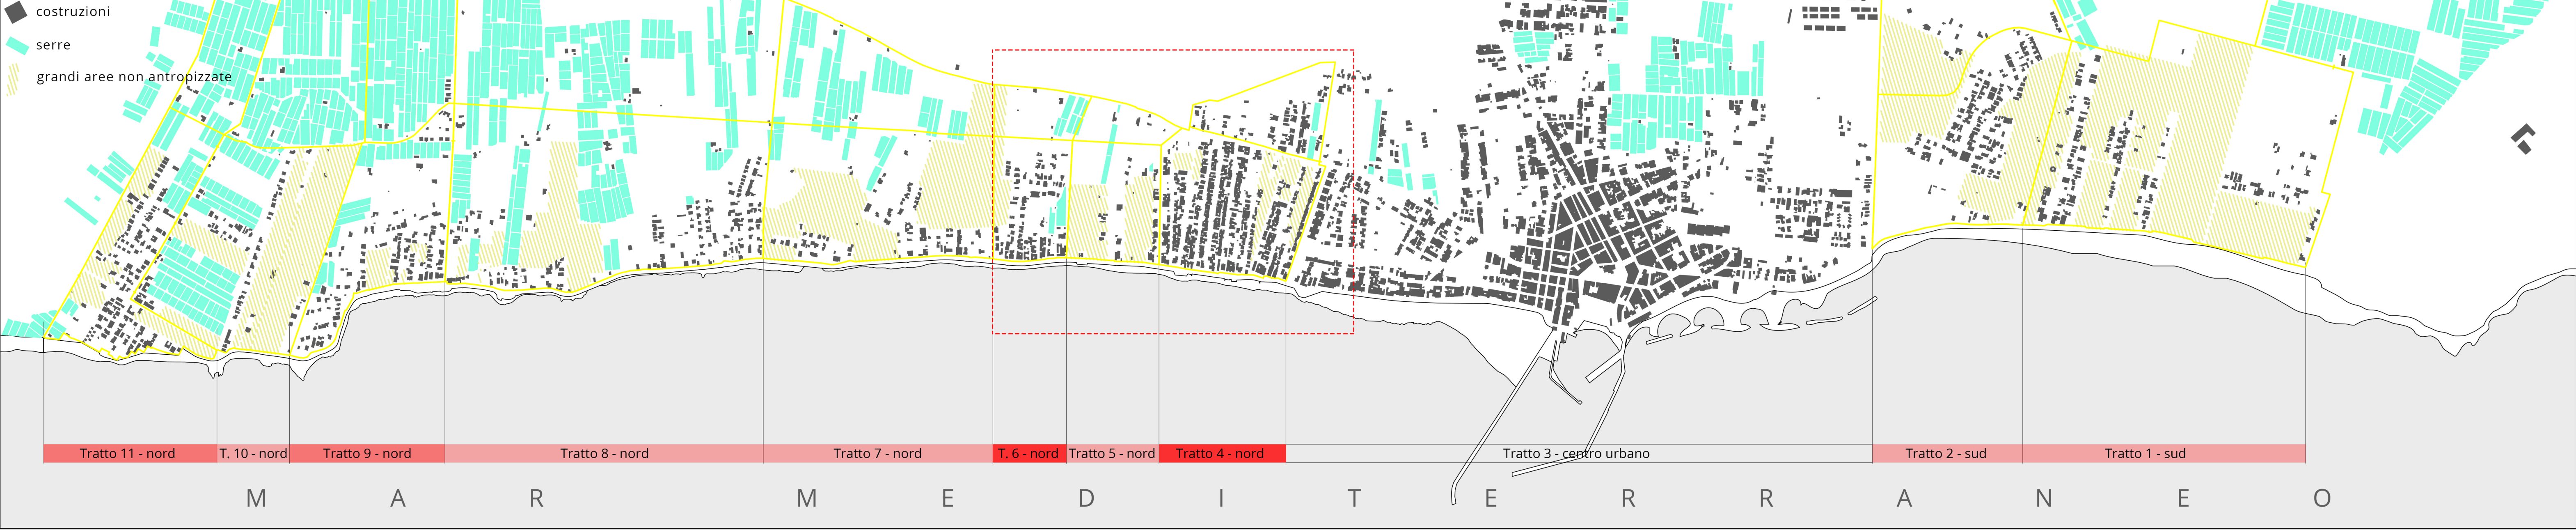 costruzioni
serre
grandi aree non antropizzate
Tratto 11 - nord
T. 10 - nord
Tratto 9 - nord
Tratto 8 - nord
Tratto 7 - nord
T. 6 - nord
Tratto 5 - nord
Tratto 4 - nord
Tratto 3 - centro urbano
Tratto 2 - sud
Tratto 1 - sud
M A R M E D I T E R R A N E O